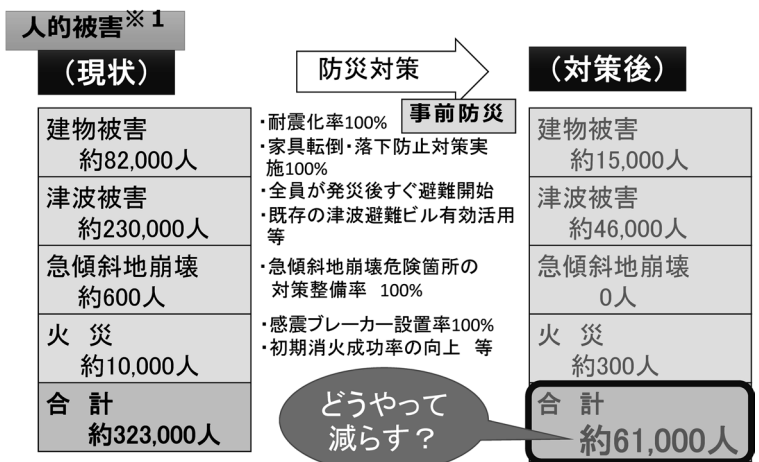 人的被害※1
（現状）
防災対策
（対策後）
建物被害
約82,000人
津波被害
約230,000人
急傾斜地崩壊
約600人
火 災
約10,000人
合 計
約323,000人
事前防災
・耐震化率100%
・家具転倒・落下防止対策実
施100%
・全員が発災後すぐ避難開始
・既存の津波避難ビル有効活用
等
・急傾斜地崩壊危険箇所の
対策整備率 100%
・感震ブレーカー設置率100%
・初期消火成功率の向上 等
どうやって
減らす？
建物被害
約15,000人
津波被害
約46,000人
急傾斜地崩壊
0人
火 災
約300人
合 計
約61,000人